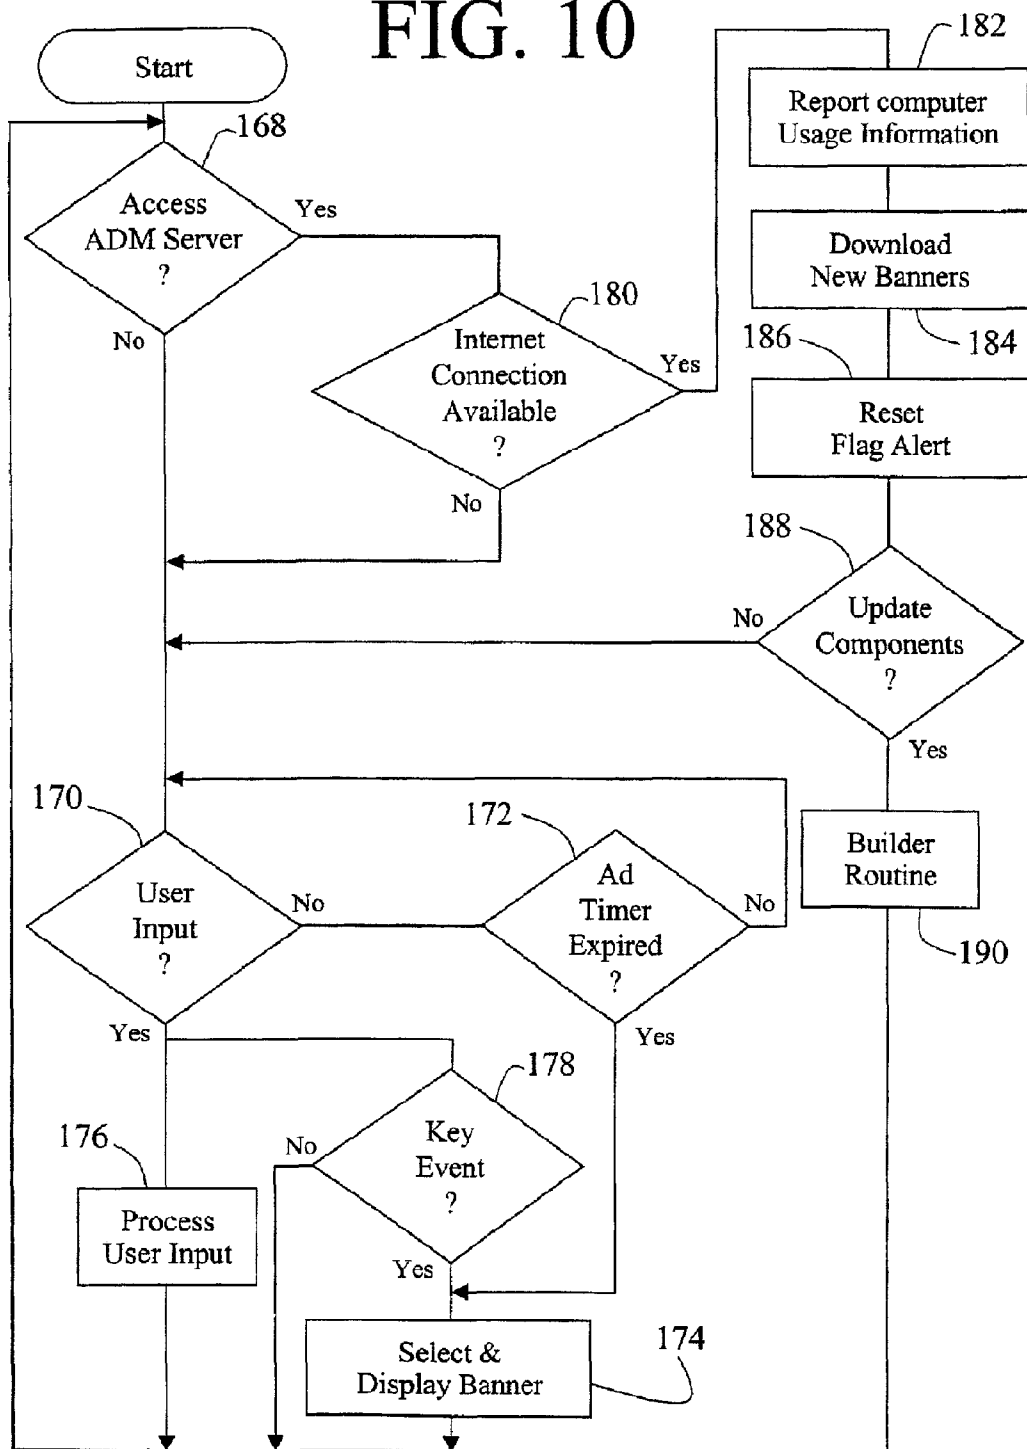 FIG. 10
Start
182
Report computer
Usage Information
168
Access
ADM Server
?
Yes
No
Download
New Banners
184
180
Internet
Connection
Available
?
Yes
No
186
Reset
Flag Alert
188
Update
Components
?
No
Yes
170
User
Input
?
No
Yes
172
Ad
Timer
Expired
?
No
Yes
Builder
Routine
190
178
Key
Event
?
No
Yes
176
Process
User Input
Select &
Display Banner
174